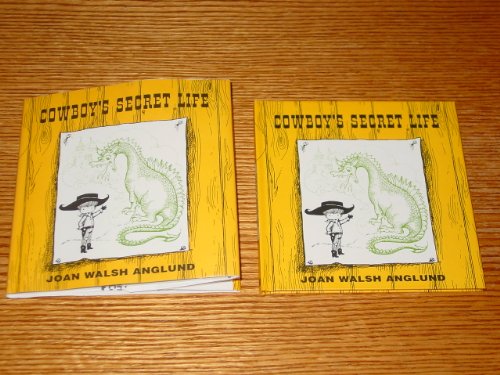 COWBOY'S SECRET LIFE
JOAN WALSH ANGLUND
COWBOY'S SECRET LIFE
JOAN WALSH ANGLUND